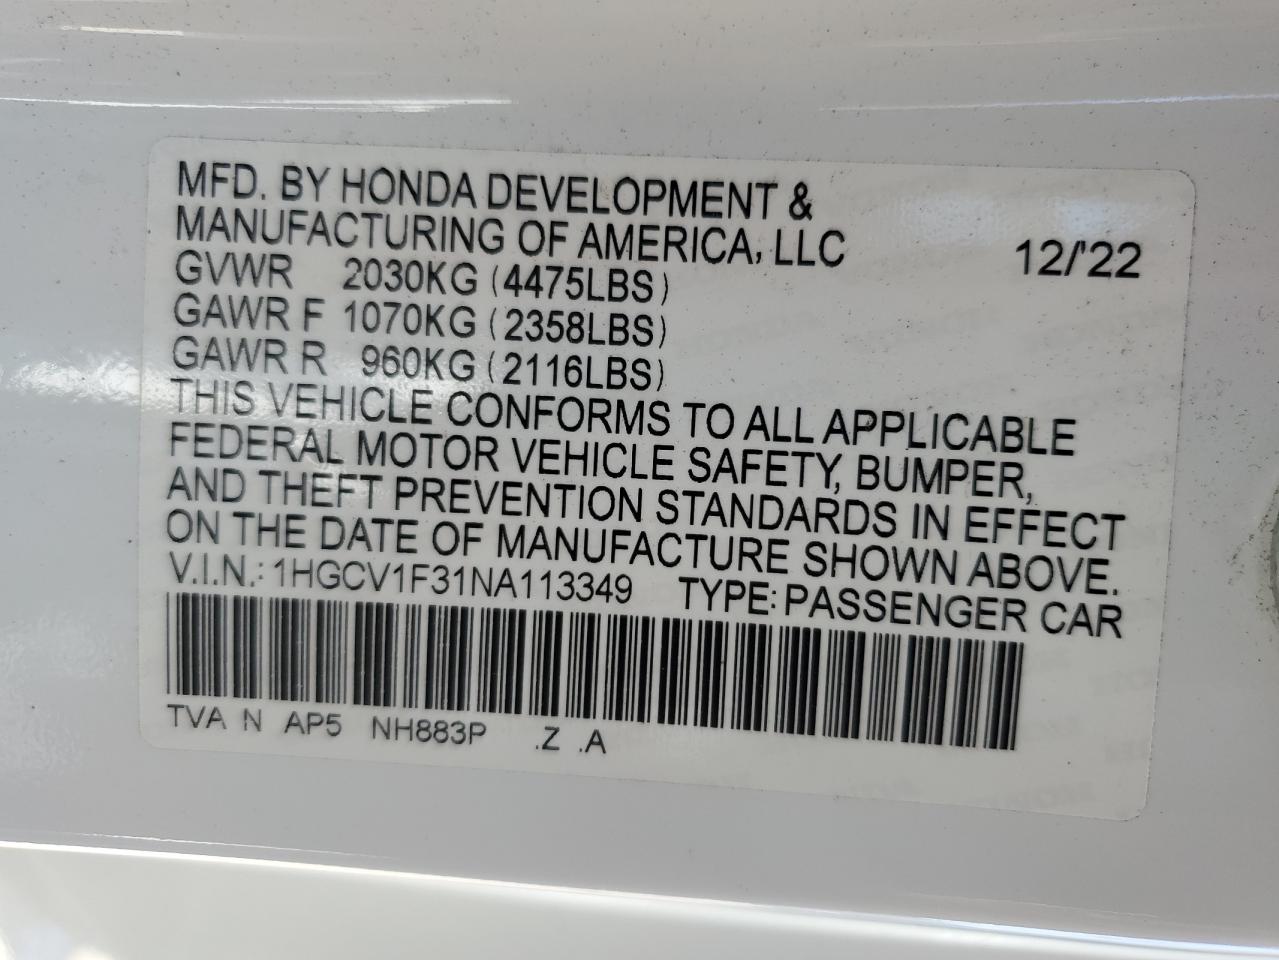 MFD. BY HONDA DEVELOPMENT &
MANUFACTURING OF AMERICA, LLC 12/'22
GVWR 2030KG (4475LBS)
GAWR F 1070KG (2358LBS)
GAWR R 960KG (2116LBS)
THIS VEHICLE CONFORMS TO ALL APPLICABLE
FEDERAL MOTOR VEHICLE SAFETY, BUMPER,
AND THEFT PREVENTION STANDARDS IN EFFECT
ON THE DATE OF MANUFACTURE SHOWN ABOVE.
V.I.N.: 1HGCV1F31NA113349 TYPE: PASSENGER CAR
TVA N AP5 NH883P .Z .A